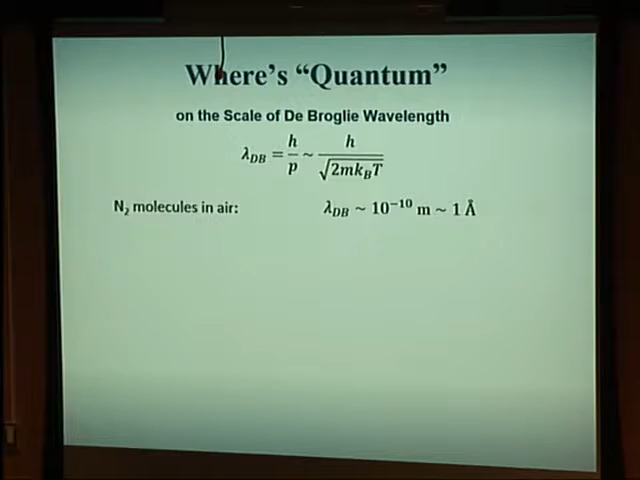 Where's “Quantum”
on the Scale of De Broglie Wavelength
λ_DB = h/p ~ h/√(2mk_BT)
N₂ molecules in air: λ_DB ~ 10⁻¹⁰ m ~ 1 Å